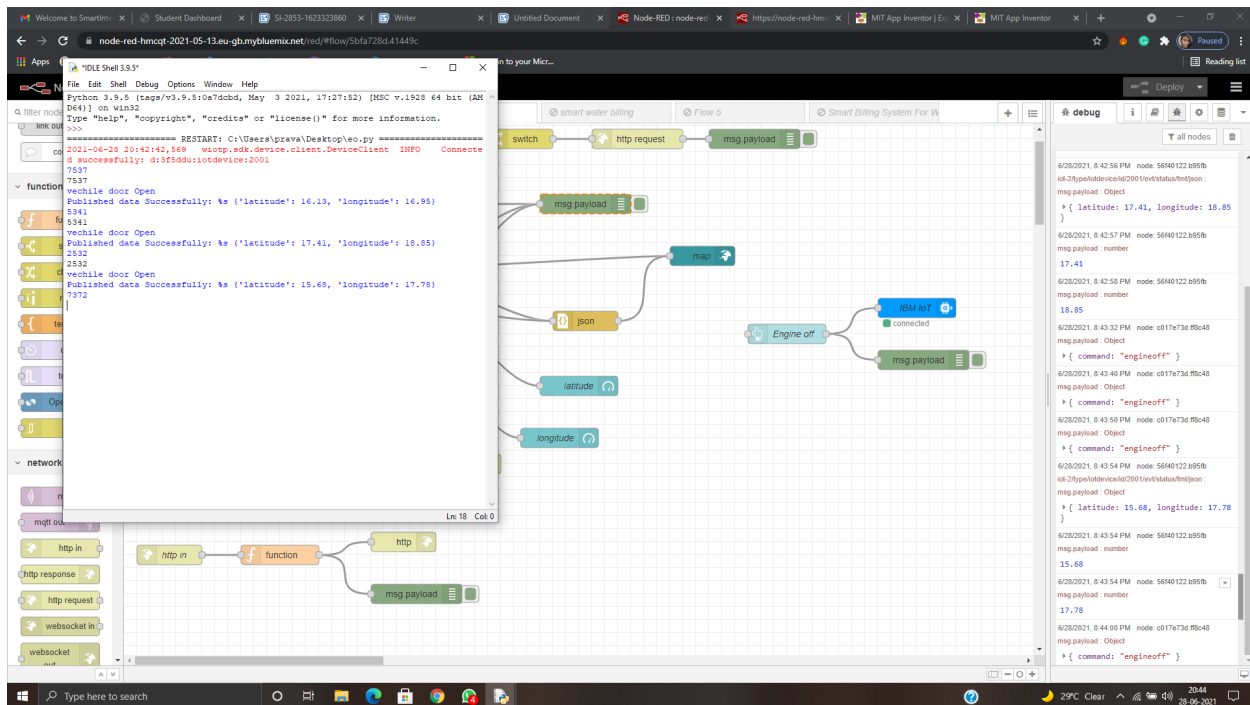 Welcome to SmartInte
Student Dashboard
SI-2853-1623323860
Writer
Untitled Document
Node-RED : node-red-
https://node-red-hmc
MIT App Inventor | Ex
MIT App Inventor
node-red-hmcqt-2021-05-13.eu-gb.mybluemix.net/red/#flow/5bfa728d.41449c
Paused
Apps
n to your Micr...
Reading list
*IDLE Shell 3.9.5*
File Edit Shell Debug Options Window Help
Python 3.9.5 (tags/v3.9.5:0a7dcbd, May 3 2021, 17:27:52) [MSC v.1928 64 bit (AM
D64)] on win32
Type "help", "copyright", "credits" or "license()" for more information.
>>>
==================== RESTART: C:\Users\prava\Desktop\eo.py ===================
2021-06-28 20:42:42,569 wiotp.sdk.device.client.DeviceClient INFO Connecte
d successfully: d:3f5ddu:iotdevice:2001
7537
7537
vechile door Open
Published data Successfully: %s {'latitude': 16.13, 'longitude': 16.95}
5341
5341
vechile door Open
Published data Successfully: %s {'latitude': 17.41, 'longitude': 18.85}
2532
2532
vechile door Open
Published data Successfully: %s {'latitude': 15.68, 'longitude': 17.78}
7372
Ln: 18 Col: 0
Deploy
filter node
link out
co
function
fu
s
te
Ope
network
mqtt out
http in
http response
http request
websocket in
websocket
out
smart water billing
Flow 5
Smart Billing System For W
switch
http request
msg.payload
msg.payload
map
json
IBM IoT
connected
Engine off
msg.payload
latitude
longitude
http in
function
http
msg.payload
debug
all nodes
6/28/2021, 8:42:56 PM node: 56f40122.b95fb
iot-2/type/iotdevice/id/2001/evt/status/fmt/json :
msg.payload : Object
{ latitude: 17.41, longitude: 18.85
}
6/28/2021, 8:42:57 PM node: 56f40122.b95fb
msg.payload : number
17.41
6/28/2021, 8:42:58 PM node: 56f40122.b95fb
msg.payload : number
18.85
6/28/2021, 8:43:32 PM node: c017e73d.ff8c48
msg.payload : Object
{ command: "engineoff" }
6/28/2021, 8:43:40 PM node: c017e73d.ff8c48
msg.payload : Object
{ command: "engineoff" }
6/28/2021, 8:43:50 PM node: c017e73d.ff8c48
msg.payload : Object
{ command: "engineoff" }
6/28/2021, 8:43:54 PM node: 56f40122.b95fb
iot-2/type/iotdevice/id/2001/evt/status/fmt/json :
msg.payload : Object
{ latitude: 15.68, longitude: 17.78
}
6/28/2021, 8:43:54 PM node: 56f40122.b95fb
msg.payload : number
15.68
6/28/2021, 8:43:54 PM node: 56f40122.b95fb
msg.payload : number
17.78
6/28/2021, 8:44:00 PM node: c017e73d.ff8c48
msg.payload : Object
{ command: "engineoff" }
Type here to search
29°C Clear
20:44
28-06-2021